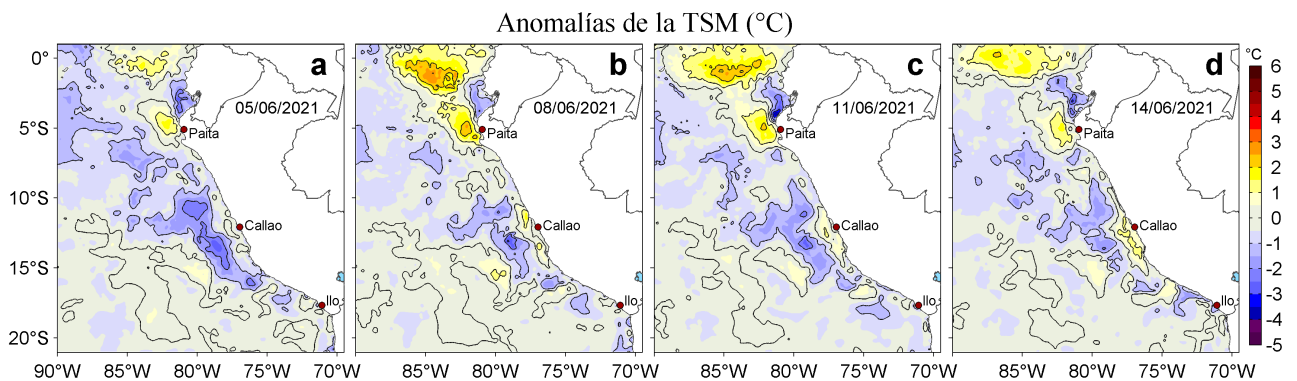 Anomalías de la TSM (°C)
a
b
c
d
05/06/2021
08/06/2021
11/06/2021
14/06/2021
0°
5°S
10°S
15°S
20°S
Paita
Callao
Ilo
Paita
Callao
Ilo
Paita
Callao
Ilo
Paita
Callao
Ilo
90°W 85°W 80°W 75°W 70°W
85°W 80°W 75°W 70°W
85°W 80°W 75°W 70°W
85°W 80°W 75°W 70°W
°C
6
5
4
3
2
1
0
-1
-2
-3
-4
-5